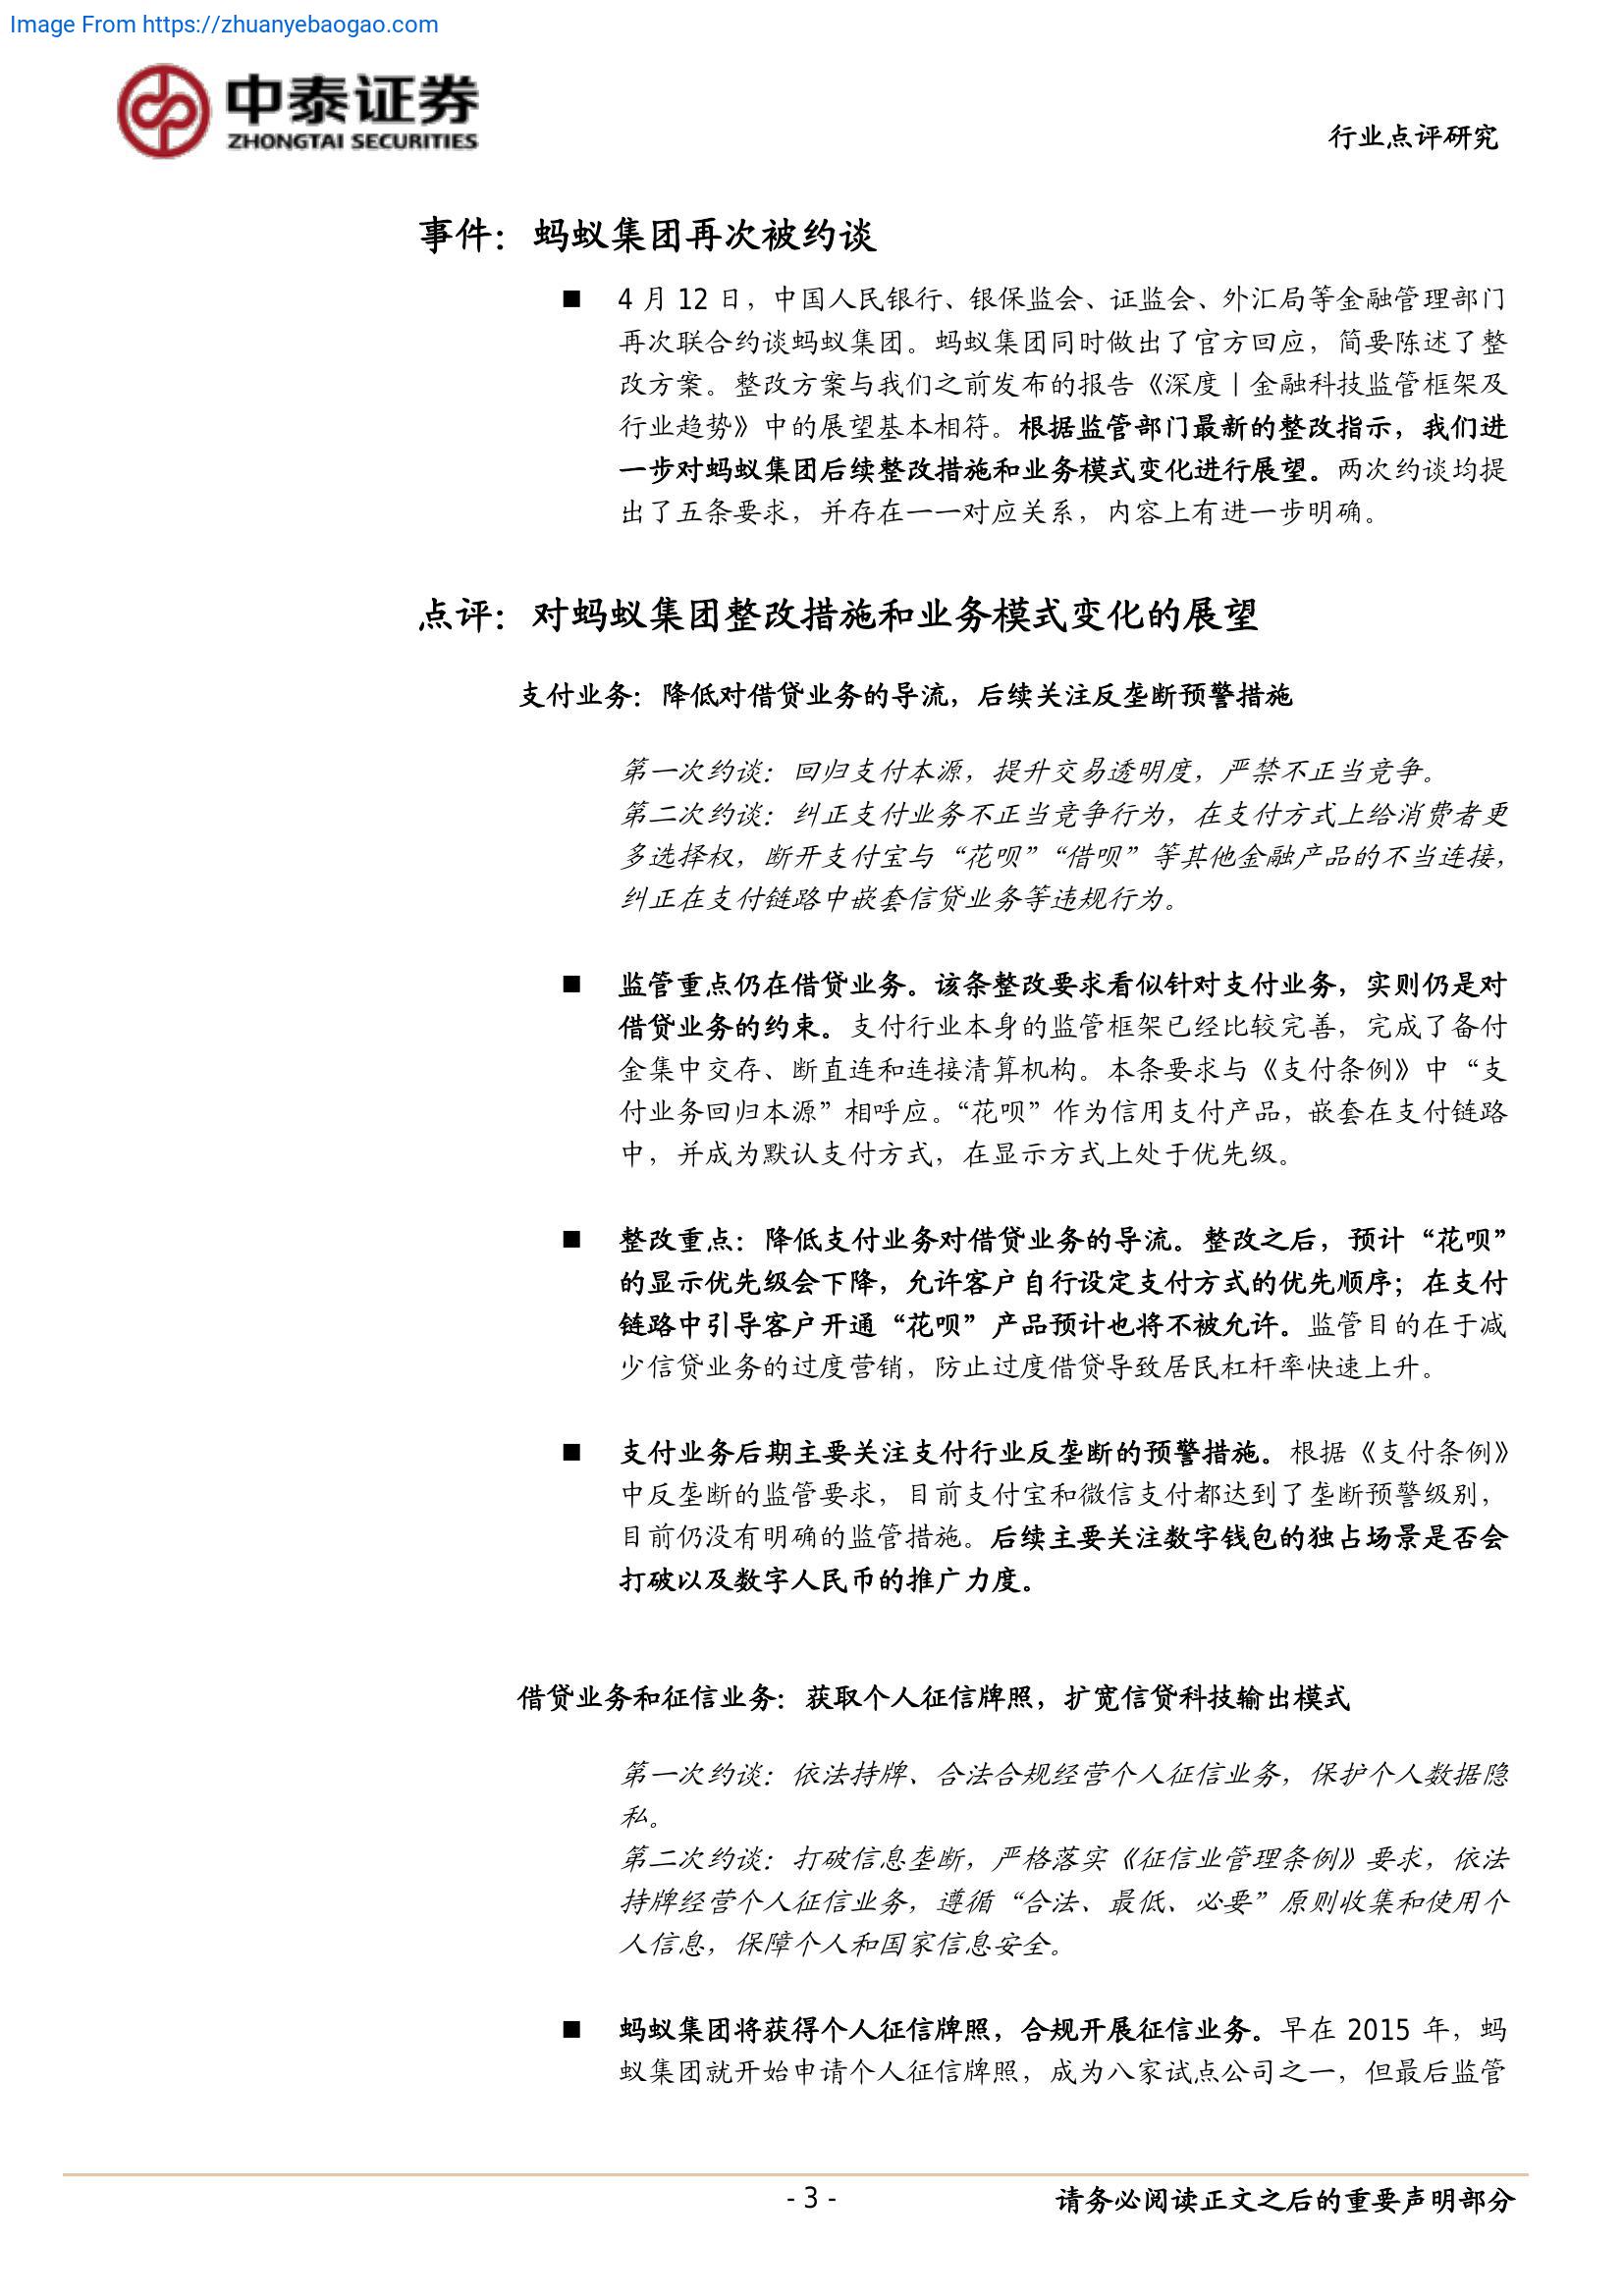 Image From https://zhuanyebaogao.com
中泰证券
ZHONGTAI SECURITIES
行业点评研究
事件：蚂蚁集团再次被约谈
■ 4 月 12 日，中国人民银行、银保监会、证监会、外汇局等金融管理部门
再次联合约谈蚂蚁集团。蚂蚁集团同时做出了官方回应，简要陈述了整
改方案。整改方案与我们之前发布的报告《深度丨金融科技监管框架及
行业趋势》中的展望基本相符。根据监管部门最新的整改指示，我们进
一步对蚂蚁集团后续整改措施和业务模式变化进行展望。两次约谈均提
出了五条要求，并存在一一对应关系，内容上有进一步明确。
点评：对蚂蚁集团整改措施和业务模式变化的展望
支付业务：降低对借贷业务的导流，后续关注反垄断预警措施
第一次约谈：回归支付本源，提升交易透明度，严禁不正当竞争。
第二次约谈：纠正支付业务不正当竞争行为，在支付方式上给消费者更
多选择权，断开支付宝与“花呗”“借呗”等其他金融产品的不当连接，
纠正在支付链路中嵌套信贷业务等违规行为。
■ 监管重点仍在借贷业务。该条整改要求看似针对支付业务，实则仍是对
借贷业务的约束。支付行业本身的监管框架已经比较完善，完成了备付
金集中交存、断直连和连接清算机构。本条要求与《支付条例》中“支
付业务回归本源”相呼应。“花呗”作为信用支付产品，嵌套在支付链路
中，并成为默认支付方式，在显示方式上处于优先级。
■ 整改重点：降低支付业务对借贷业务的导流。整改之后，预计“花呗”
的显示优先级会下降，允许客户自行设定支付方式的优先顺序；在支付
链路中引导客户开通“花呗”产品预计也将不被允许。监管目的在于减
少信贷业务的过度营销，防止过度借贷导致居民杠杆率快速上升。
■ 支付业务后期主要关注支付行业反垄断的预警措施。根据《支付条例》
中反垄断的监管要求，目前支付宝和微信支付都达到了垄断预警级别，
目前仍没有明确的监管措施。后续主要关注数字钱包的独占场景是否会
打破以及数字人民币的推广力度。
借贷业务和征信业务：获取个人征信牌照，扩宽信贷科技输出模式
第一次约谈：依法持牌、合法合规经营个人征信业务，保护个人数据隐
私。
第二次约谈：打破信息垄断，严格落实《征信业管理条例》要求，依法
持牌经营个人征信业务，遵循“合法、最低、必要”原则收集和使用个
人信息，保障个人和国家信息安全。
■ 蚂蚁集团将获得个人征信牌照，合规开展征信业务。早在 2015 年，蚂
蚁集团就开始申请个人征信牌照，成为八家试点公司之一，但最后监管
- 3 -
请务必阅读正文之后的重要声明部分